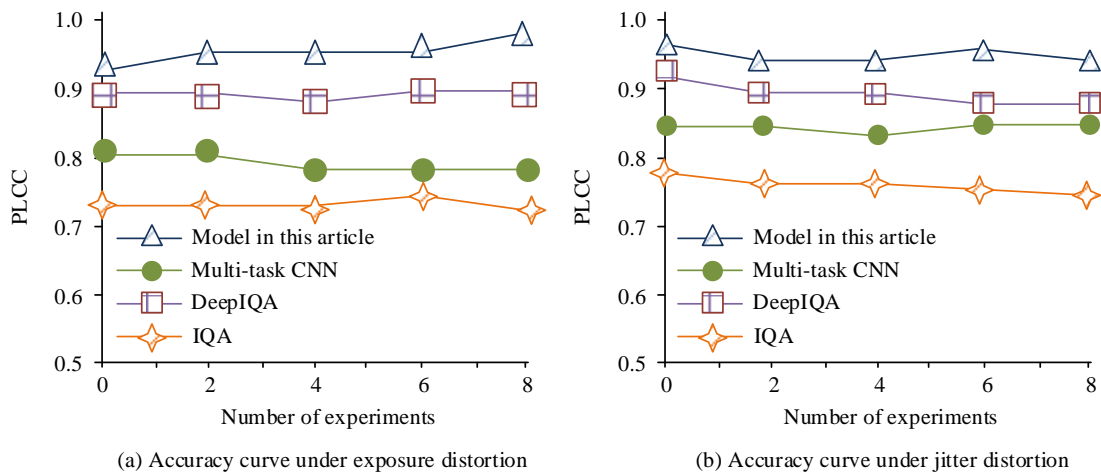 1.0
0.9
0.8
0.7
0.6
0.5
PLCC
Model in this article
Multi-task CNN
DeepIQA
IQA
0 2 4 6 8
Number of experiments
(a) Accuracy curve under exposure distortion
1.0
0.9
0.8
0.7
0.6
0.5
PLCC
Model in this article
Multi-task CNN
DeepIQA
IQA
0 2 4 6 8
Number of experiments
(b) Accuracy curve under jitter distortion